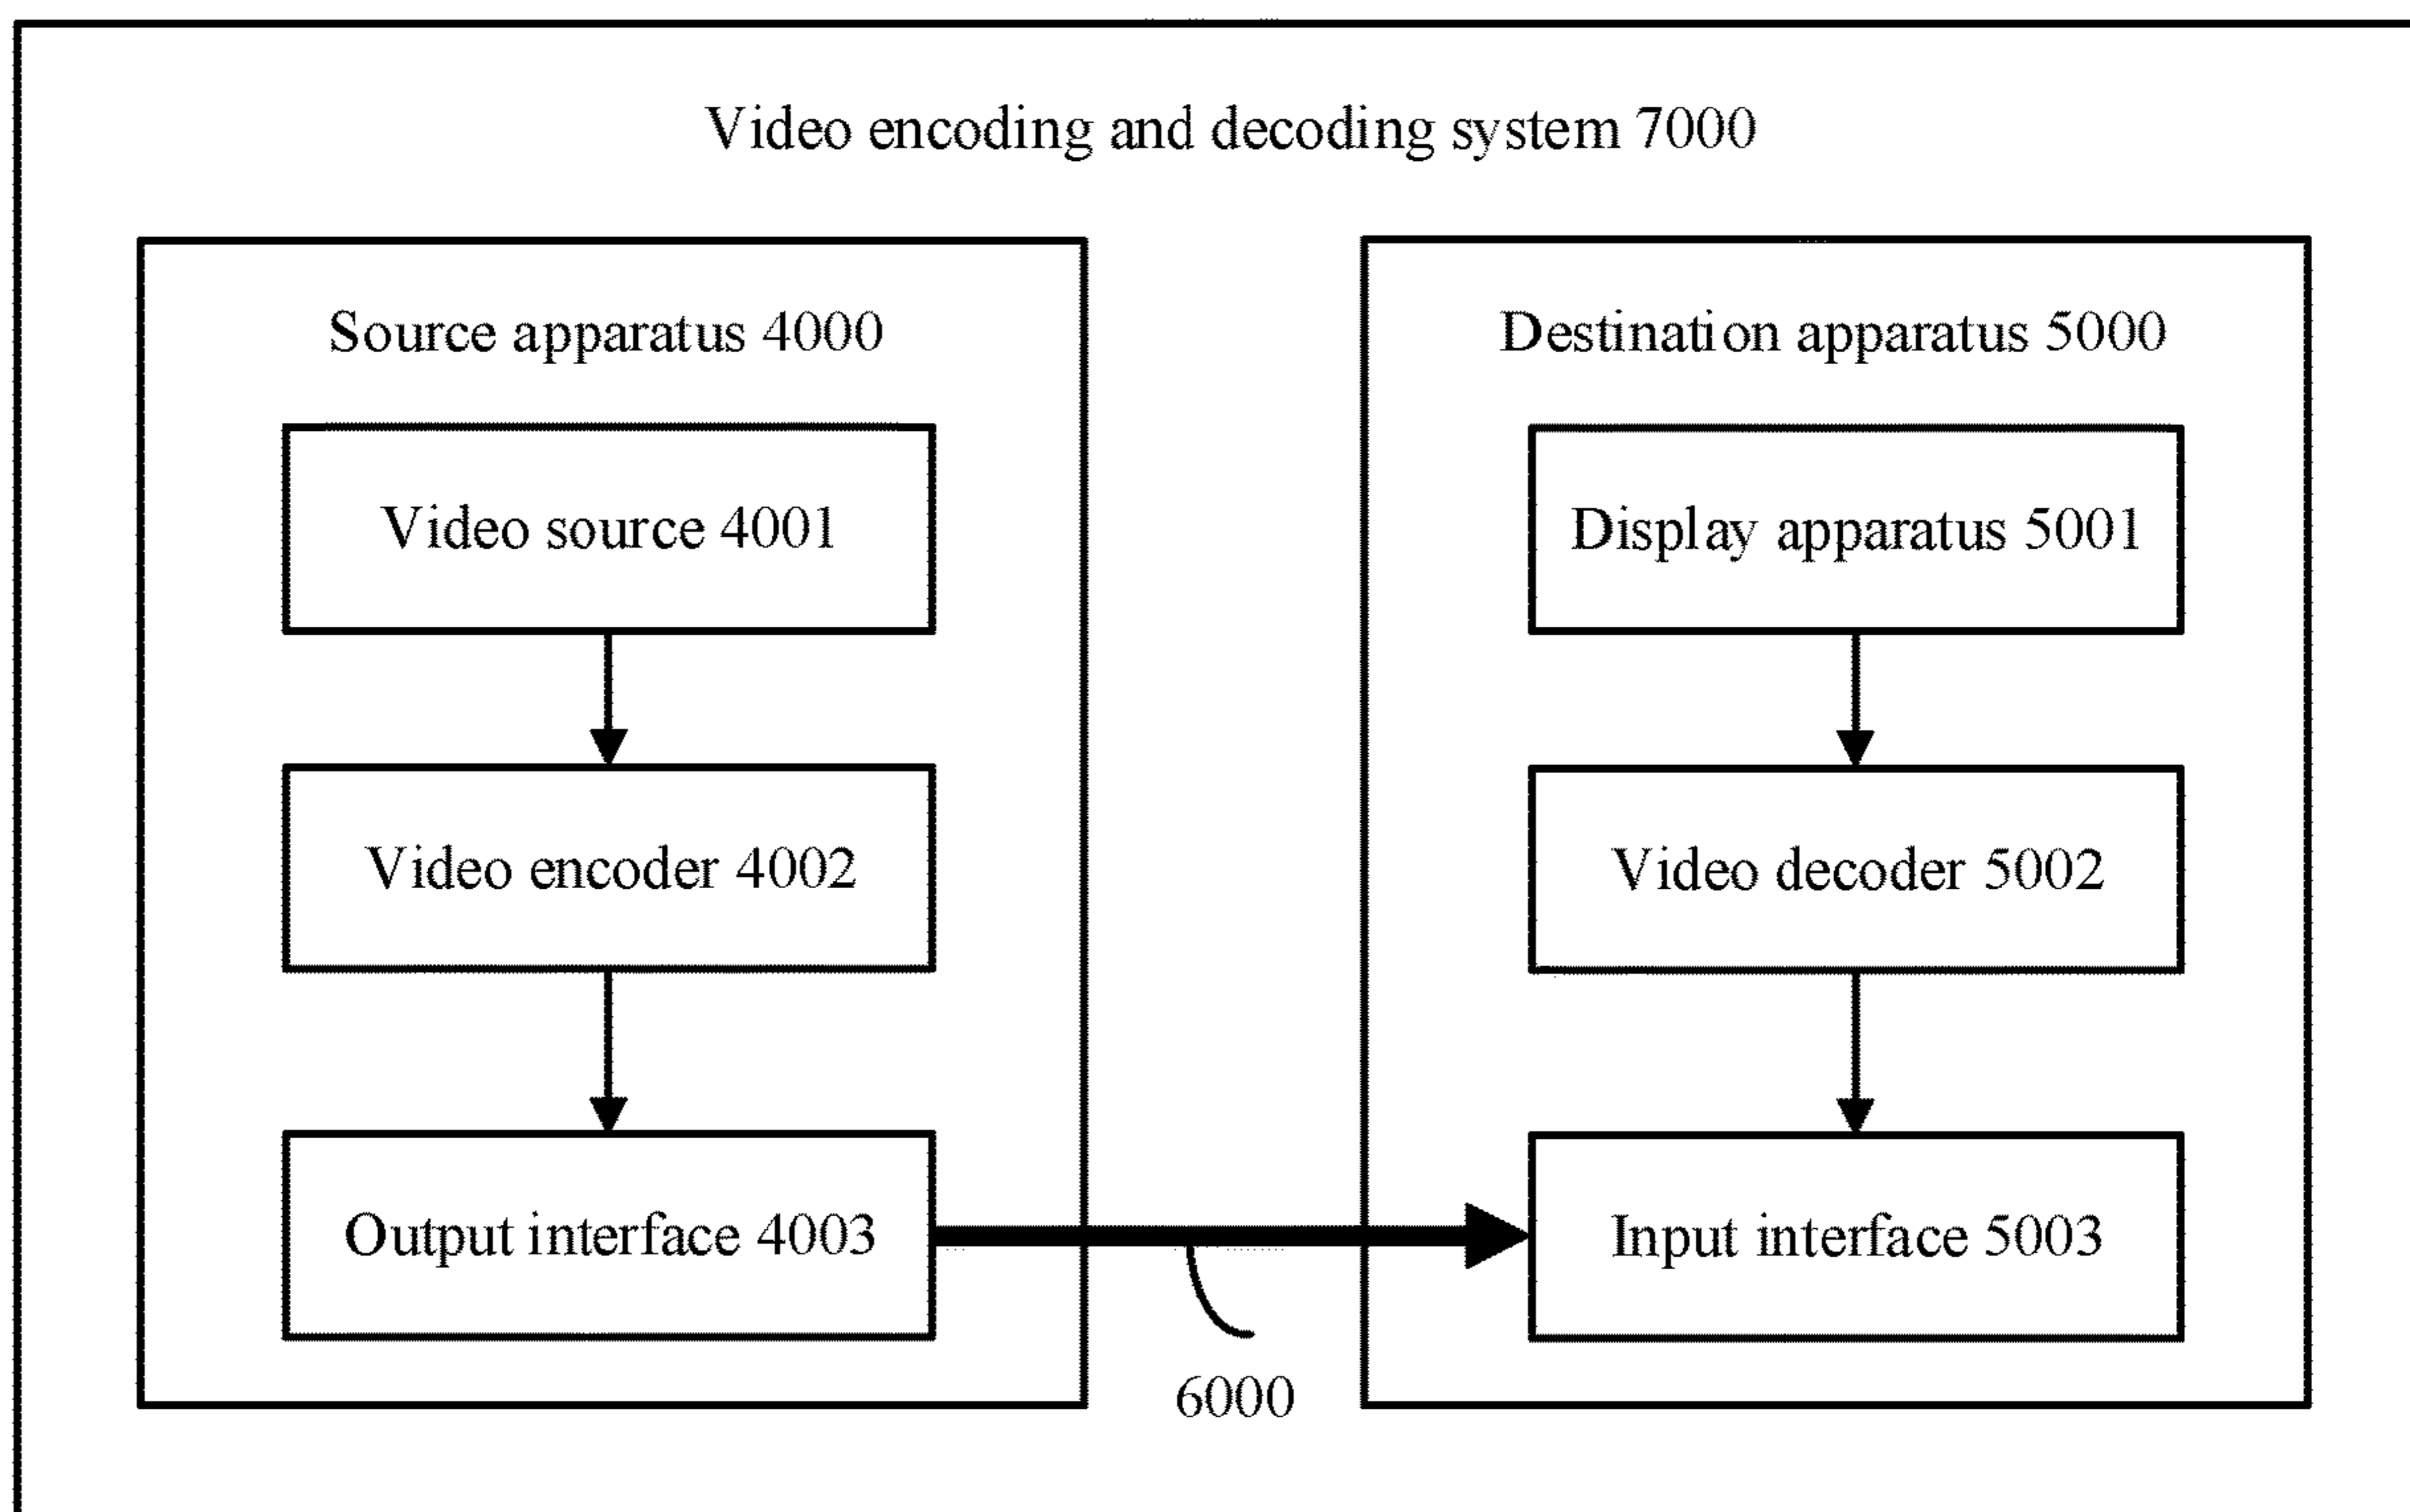 Video encoding and decoding system 7000
Source apparatus 4000
Video source 4001
Video encoder 4002
Output interface 4003
6000
Destination apparatus 5000
Display apparatus 5001
Video decoder 5002
Input interface 5003